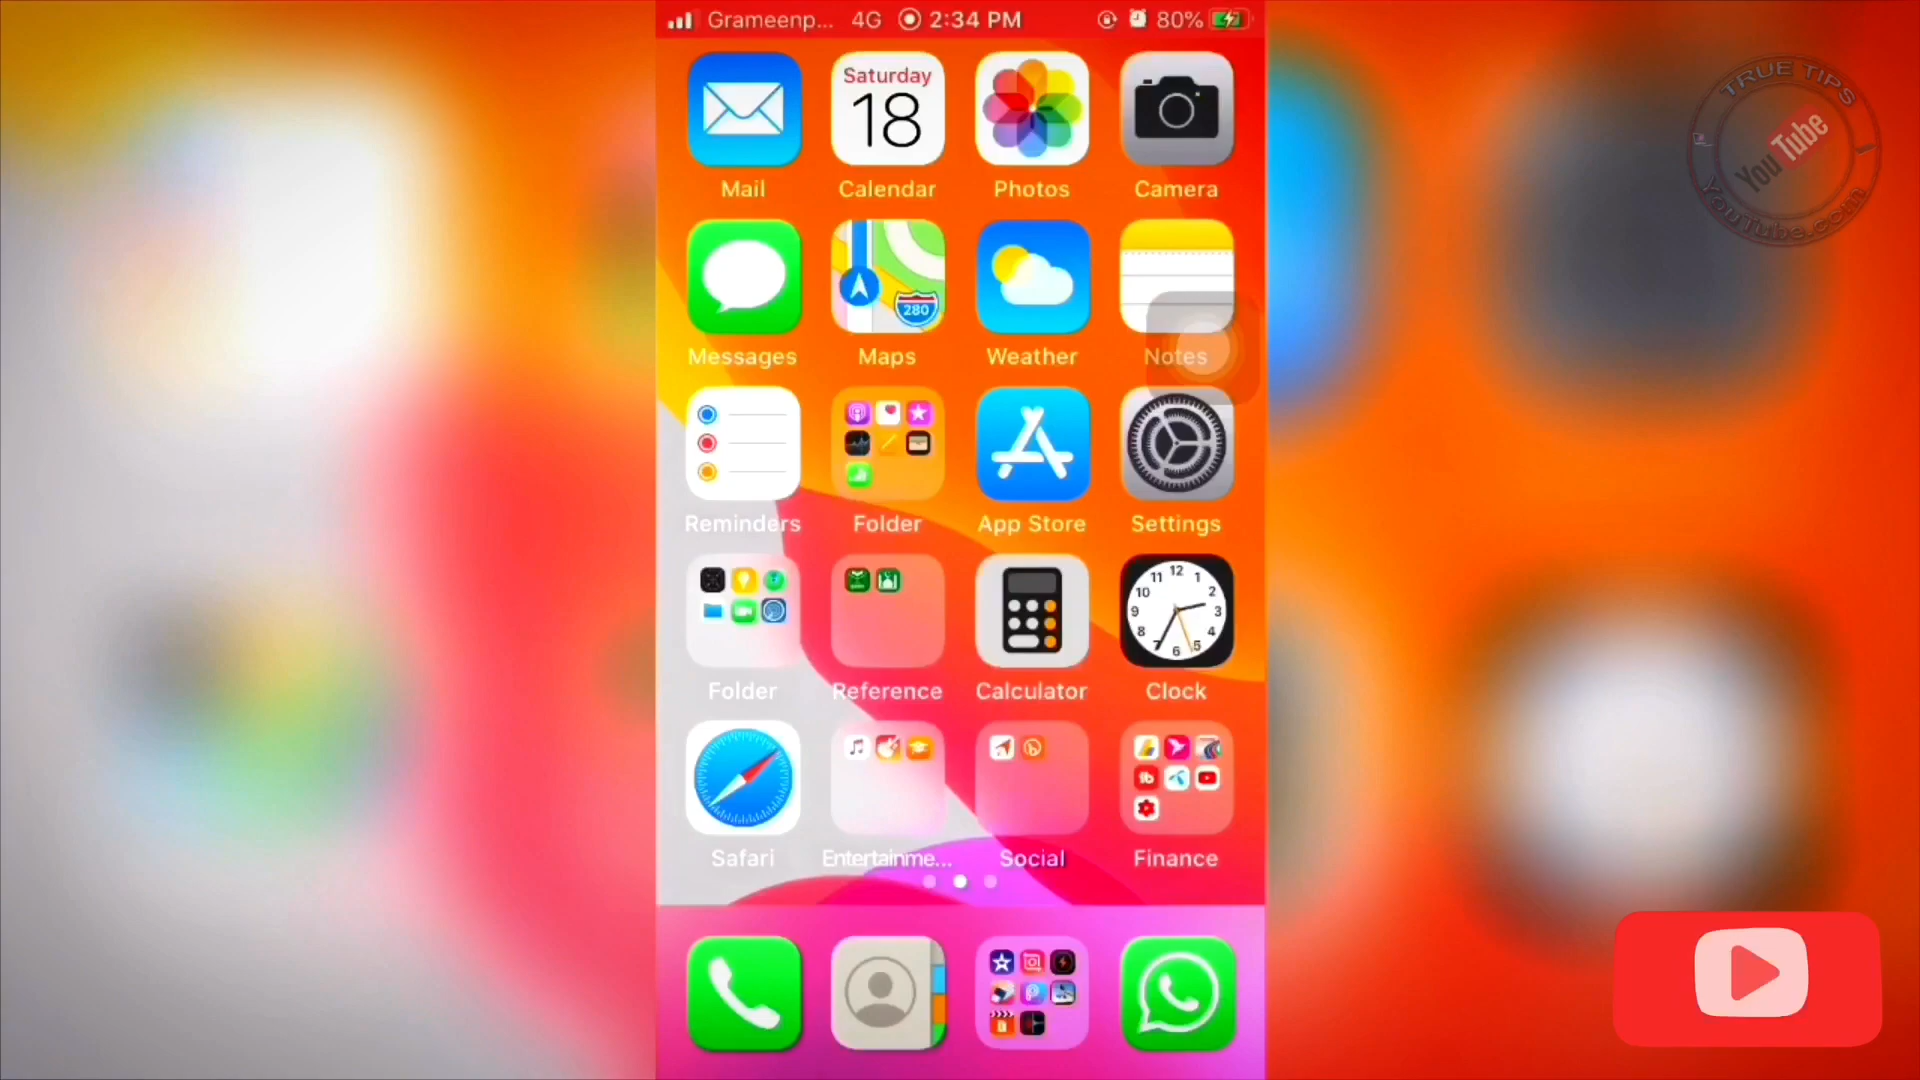 Grameenp... 4G 2:34 PM 80%
Saturday
18
Mail Calendar Photos Camera
280
Messages Maps Weather Notes
Reminders Folder App Store Settings
12
11 1
10 2
9 3
8 4
7 5
6
Folder Reference Calculator Clock
Safari Entertainme... Social Finance
TRUE TIPS
YouTube
YouTube.com